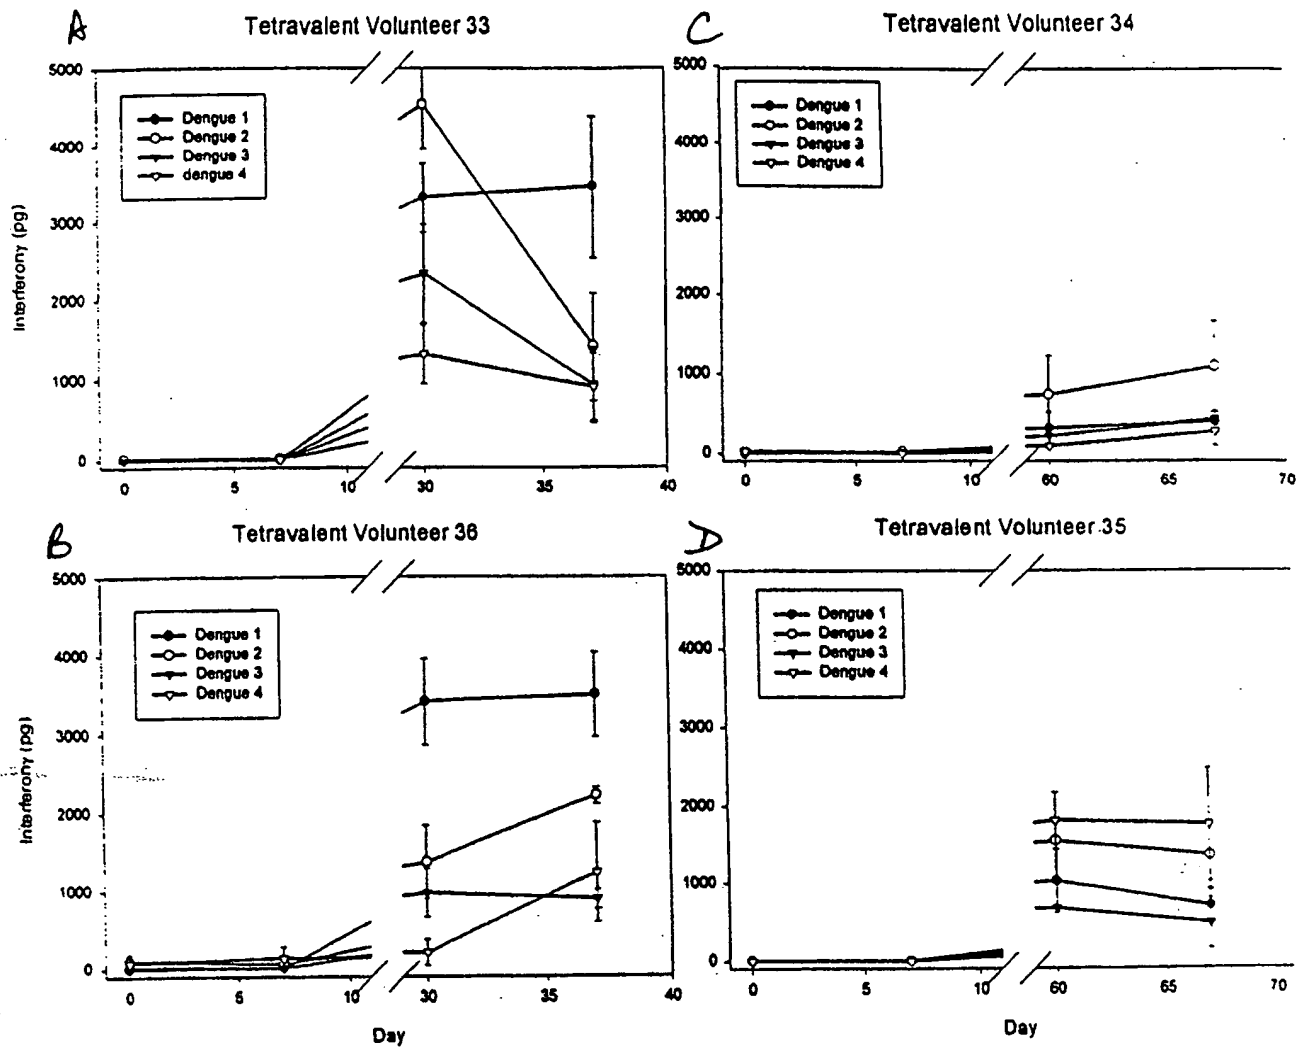 A
Tetravalent Volunteer 33
5000
4000
3000
2000
1000
0
Interferony (pg)
Dengue 1
Dengue 2
Dengue 3
dengue 4
0 5 10 30 35 40
C
Tetravalent Volunteer 34
5000
4000
3000
2000
1000
0
Dengue 1
Dengue 2
Dengue 3
Dengue 4
0 5 10 60 65 70
B
Tetravalent Volunteer 36
5000
4000
3000
2000
1000
0
Interferony (pg)
Dengue 1
Dengue 2
Dengue 3
Dengue 4
0 5 10 30 35 40
Day
D
Tetravalent Volunteer 35
5000
4000
3000
2000
1000
0
Dengue 1
Dengue 2
Dengue 3
Dengue 4
0 5 10 60 65 70
Day